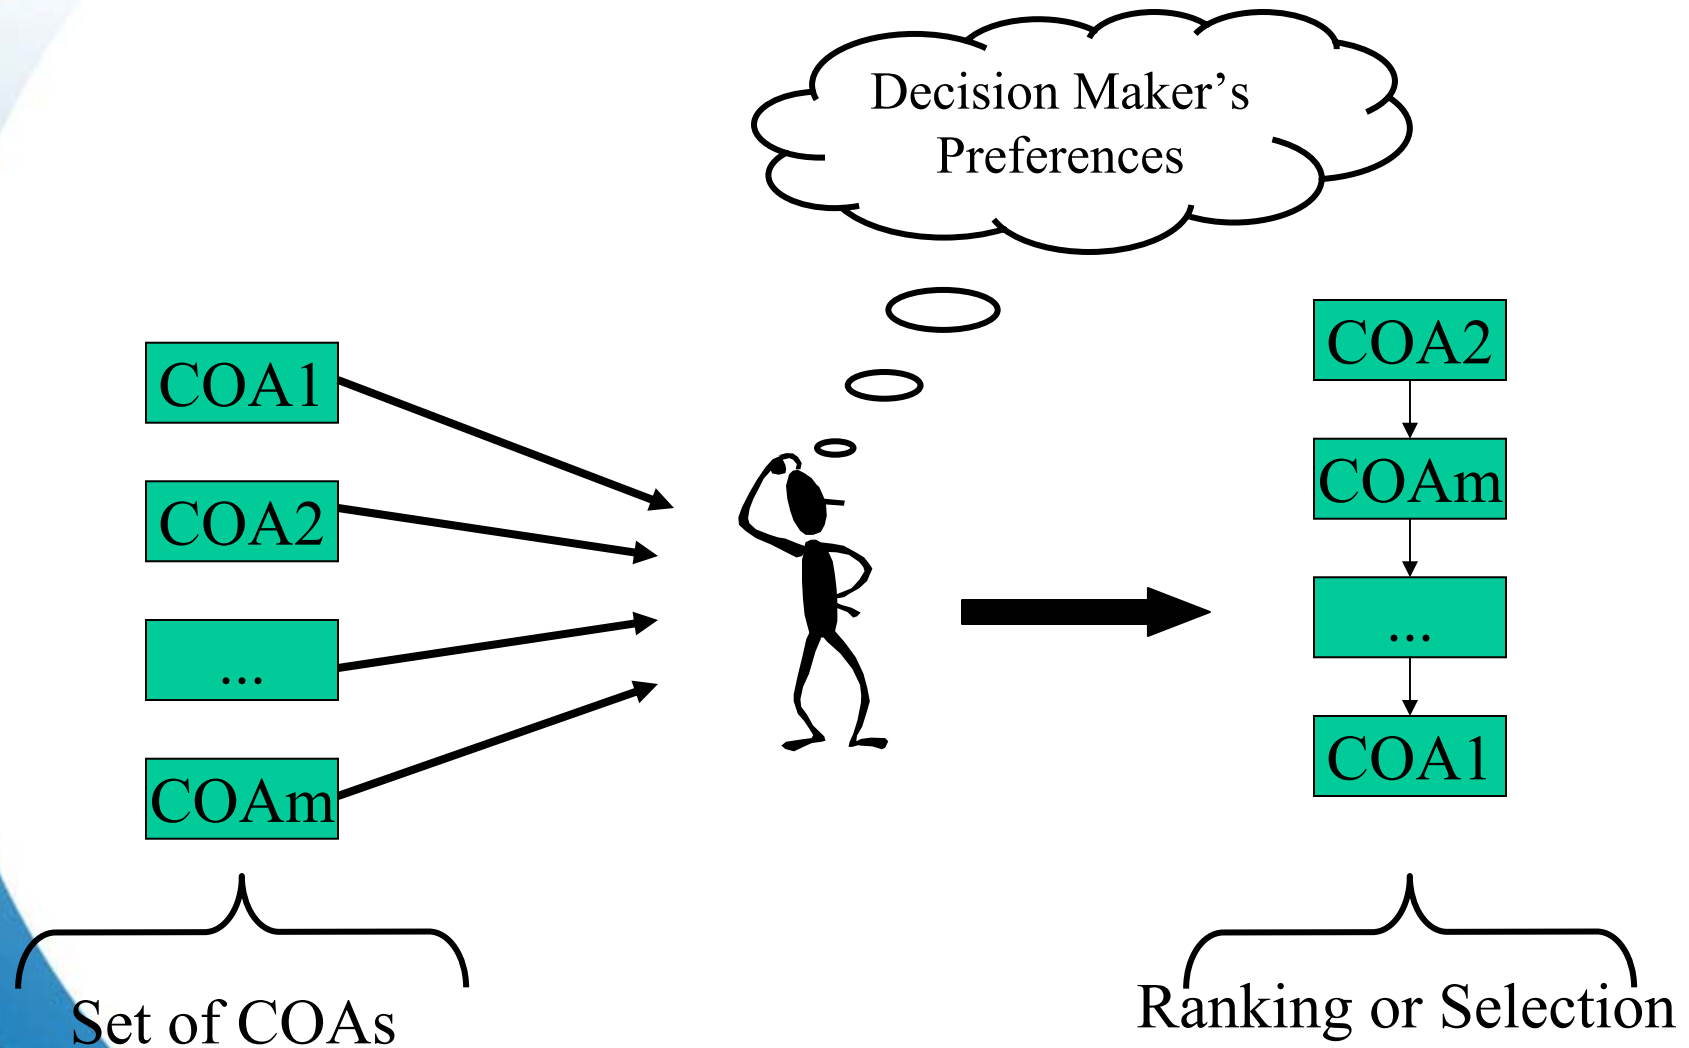 Decision Maker’s
Preferences
COA1
COA2
...
COAm
Set of COAs
COA2
COAm
...
COA1
Ranking or Selection